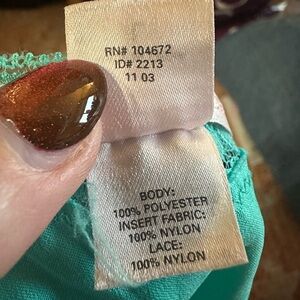 RN# 104672
ID# 2213
11 03
BODY:
100% POLYESTER
INSERT FABRIC:
100% NYLON
LACE:
100% NYLON